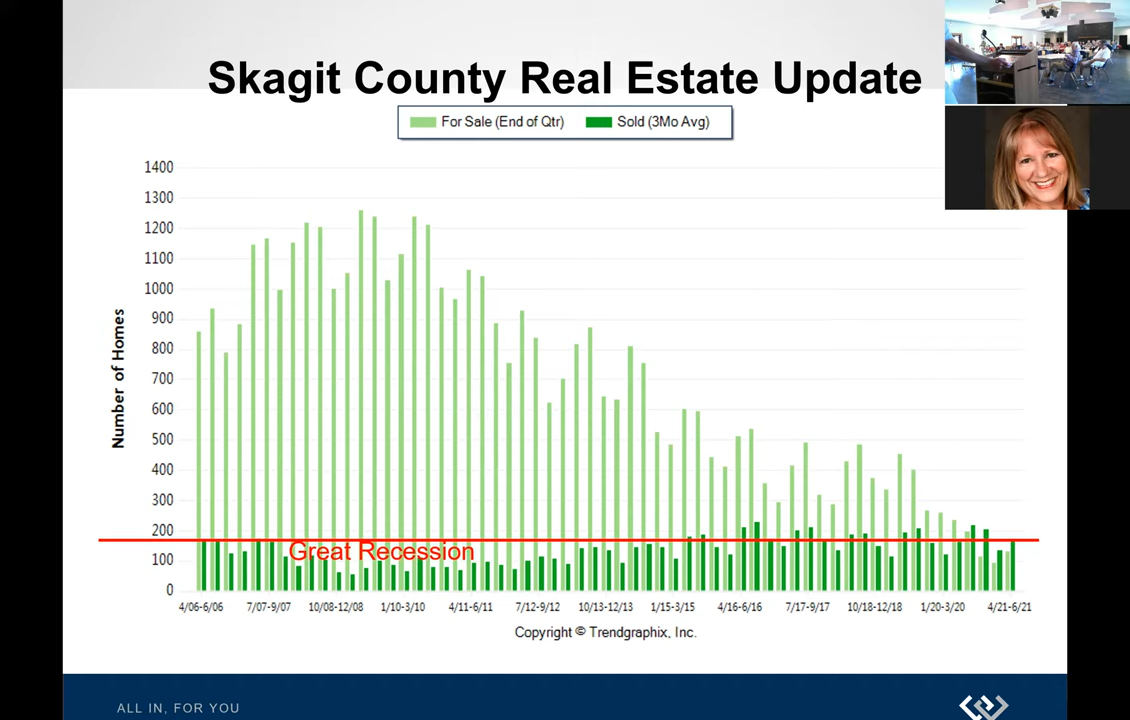 Skagit County Real Estate Update
For Sale (End of Qtr) Sold (3Mo Avg)
1400
1300
1200
1100
1000
900
800
700
600
500
400
300
200
100
0
Number of Homes
Great Recession
4/06-6/06 7/07-9/07 10/08-12/08 1/10-3/10 4/11-6/11 7/12-9/12 10/13-12/13 1/15-3/15 4/16-6/16 7/17-9/17 10/18-12/18 1/20-3/20 4/21-6/21
Copyright © Trendgraphix, Inc.
ALL IN, FOR YOU